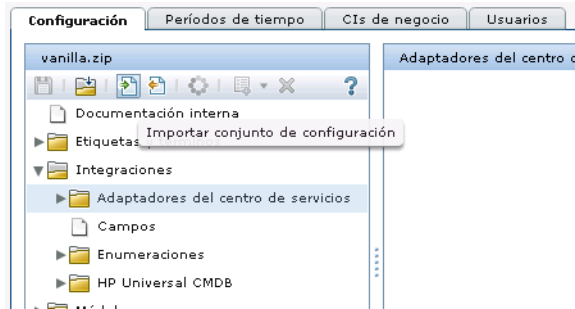 Configuración Períodos de tiempo CIs de negocio Usuarios
vanilla.zip
Adaptadores del centro
?
Documentación interna
Importar conjunto de configuración
Etiquetas
Integraciones
Adaptadores del centro de servicios
Campos
Enumeraciones
HP Universal CMDB